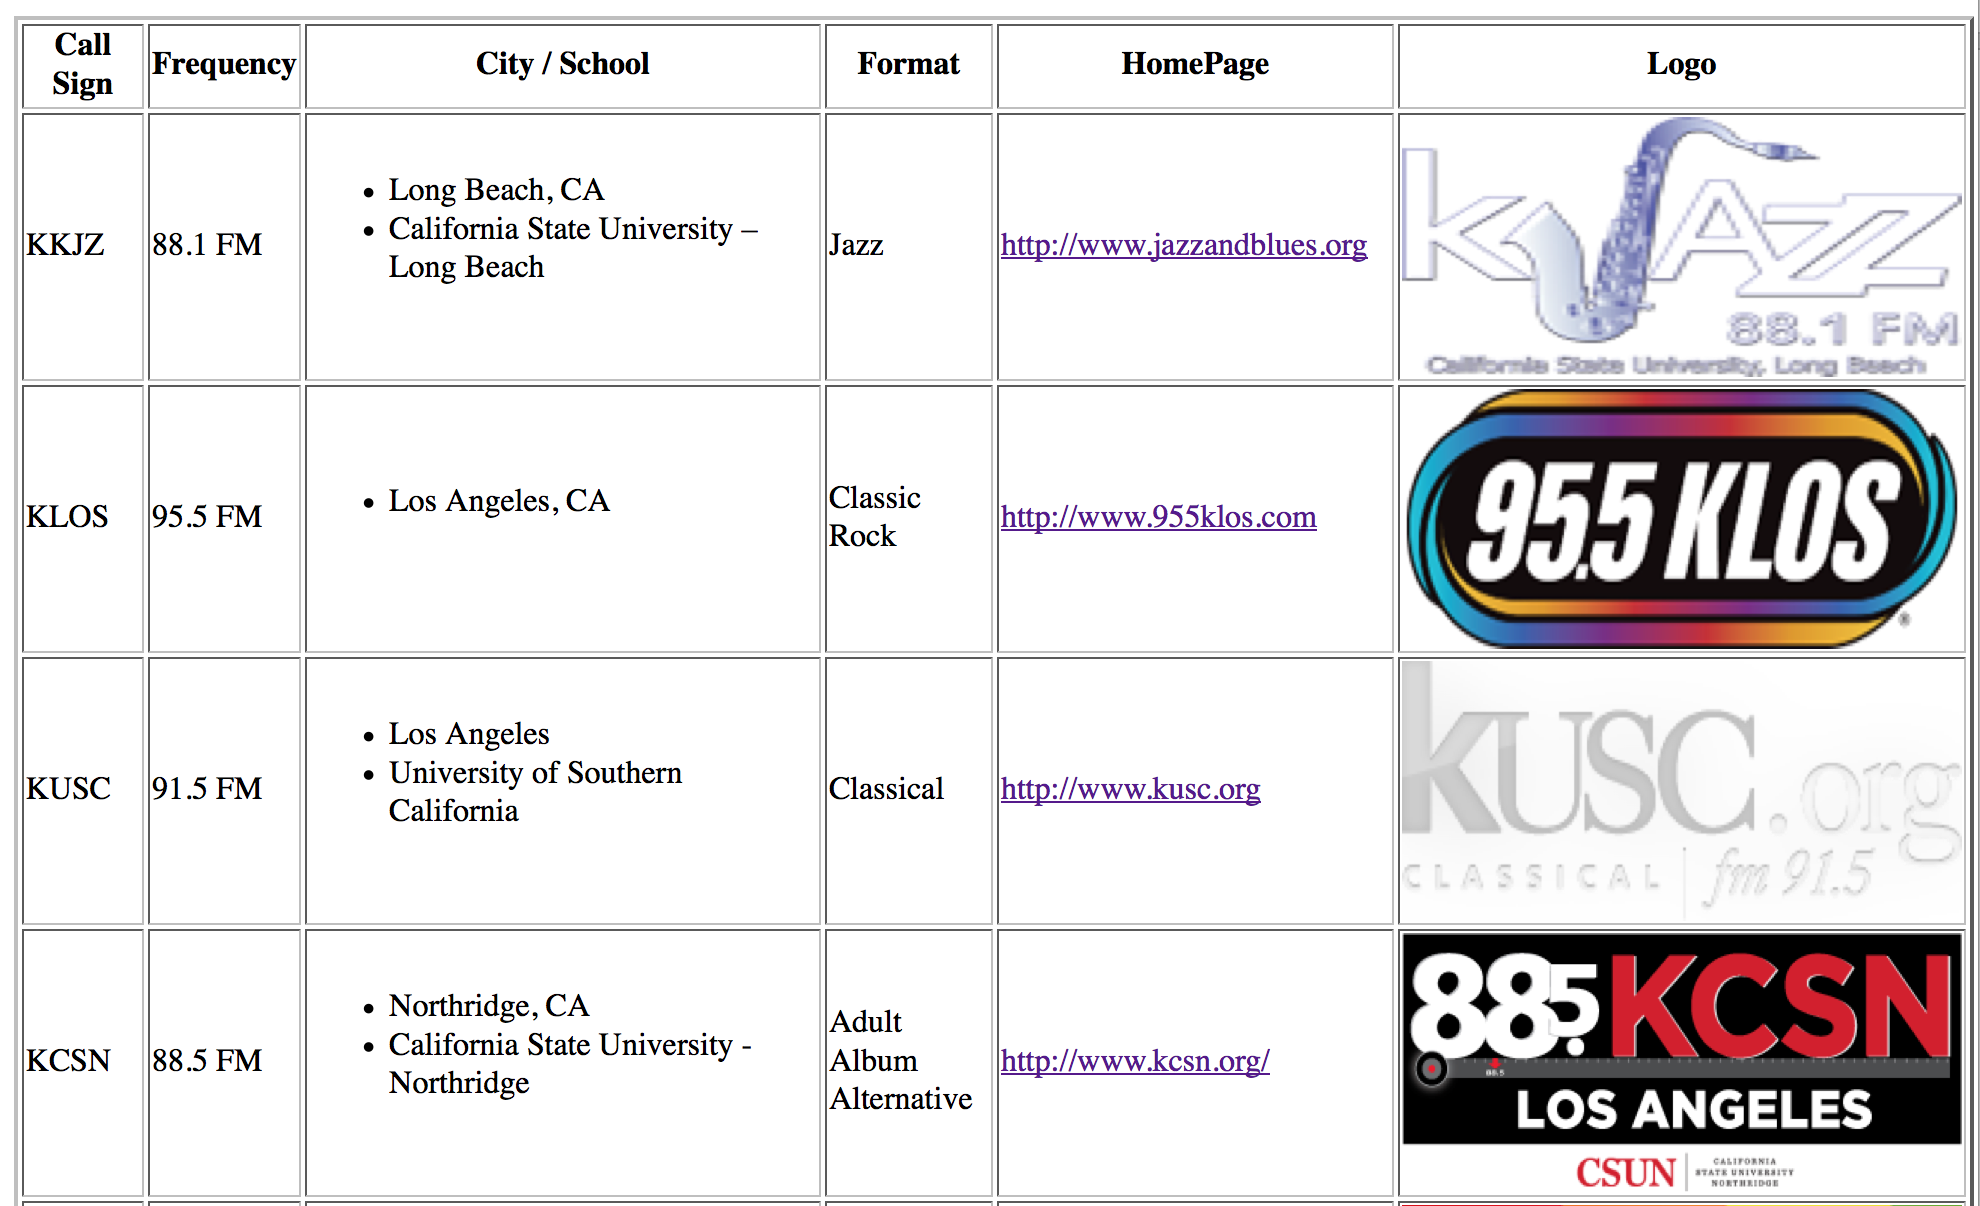 Call Sign
Frequency
City / School
Format
HomePage
Logo
KKJZ
88.1 FM
• Long Beach, CA
• California State University –
Long Beach
Jazz
http://www.jazzandblues.org
KJAZZ
88.1 FM
California State University, Long Beach
KLOS
95.5 FM
• Los Angeles, CA
Classic
Rock
http://www.955klos.com
95.5 KLOS
®
KUSC
91.5 FM
• Los Angeles
• University of Southern
California
Classical
http://www.kusc.org
kusc.org
CLASSICAL | fm 91.5
KCSN
88.5 FM
• Northridge, CA
• California State University -
Northridge
Adult
Album
Alternative
http://www.kcsn.org/
88.5 KCSN
88.5
LOS ANGELES
CSUN
CALIFORNIA
STATE UNIVERSITY
NORTHRIDGE